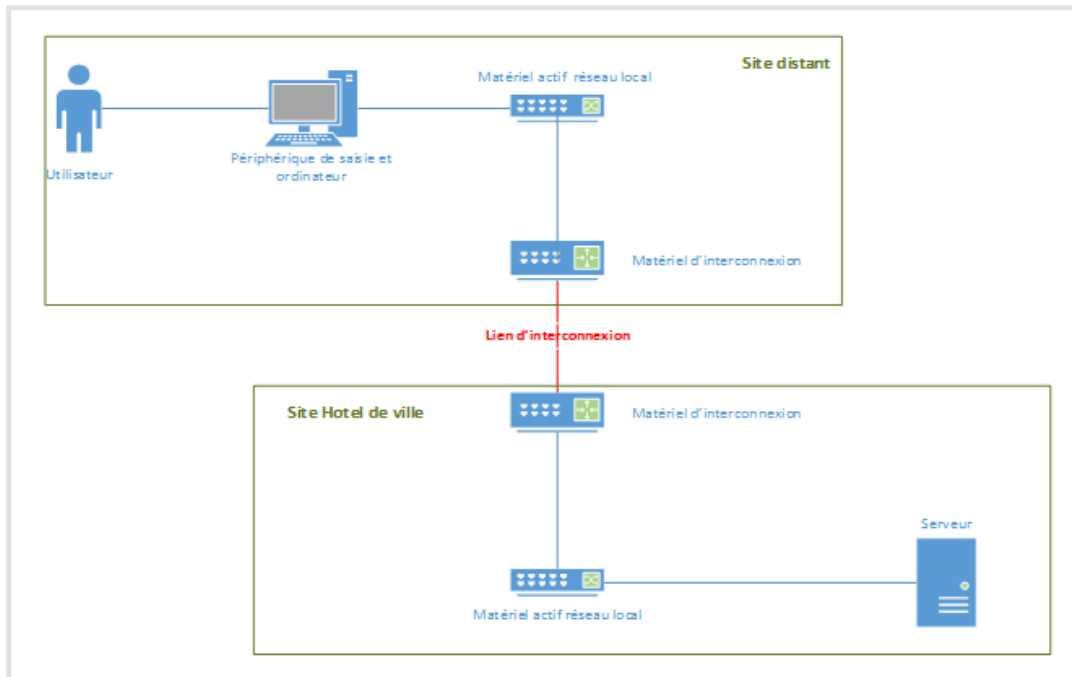 Site distant
Matériel actif réseau local
Périphérique de saisie et
ordinateur
Utilisateur
Matériel d'interconnexion
Lien d'interconnexion
Site Hotel de ville
Matériel d'interconnexion
Serveur
Matériel actif réseau local